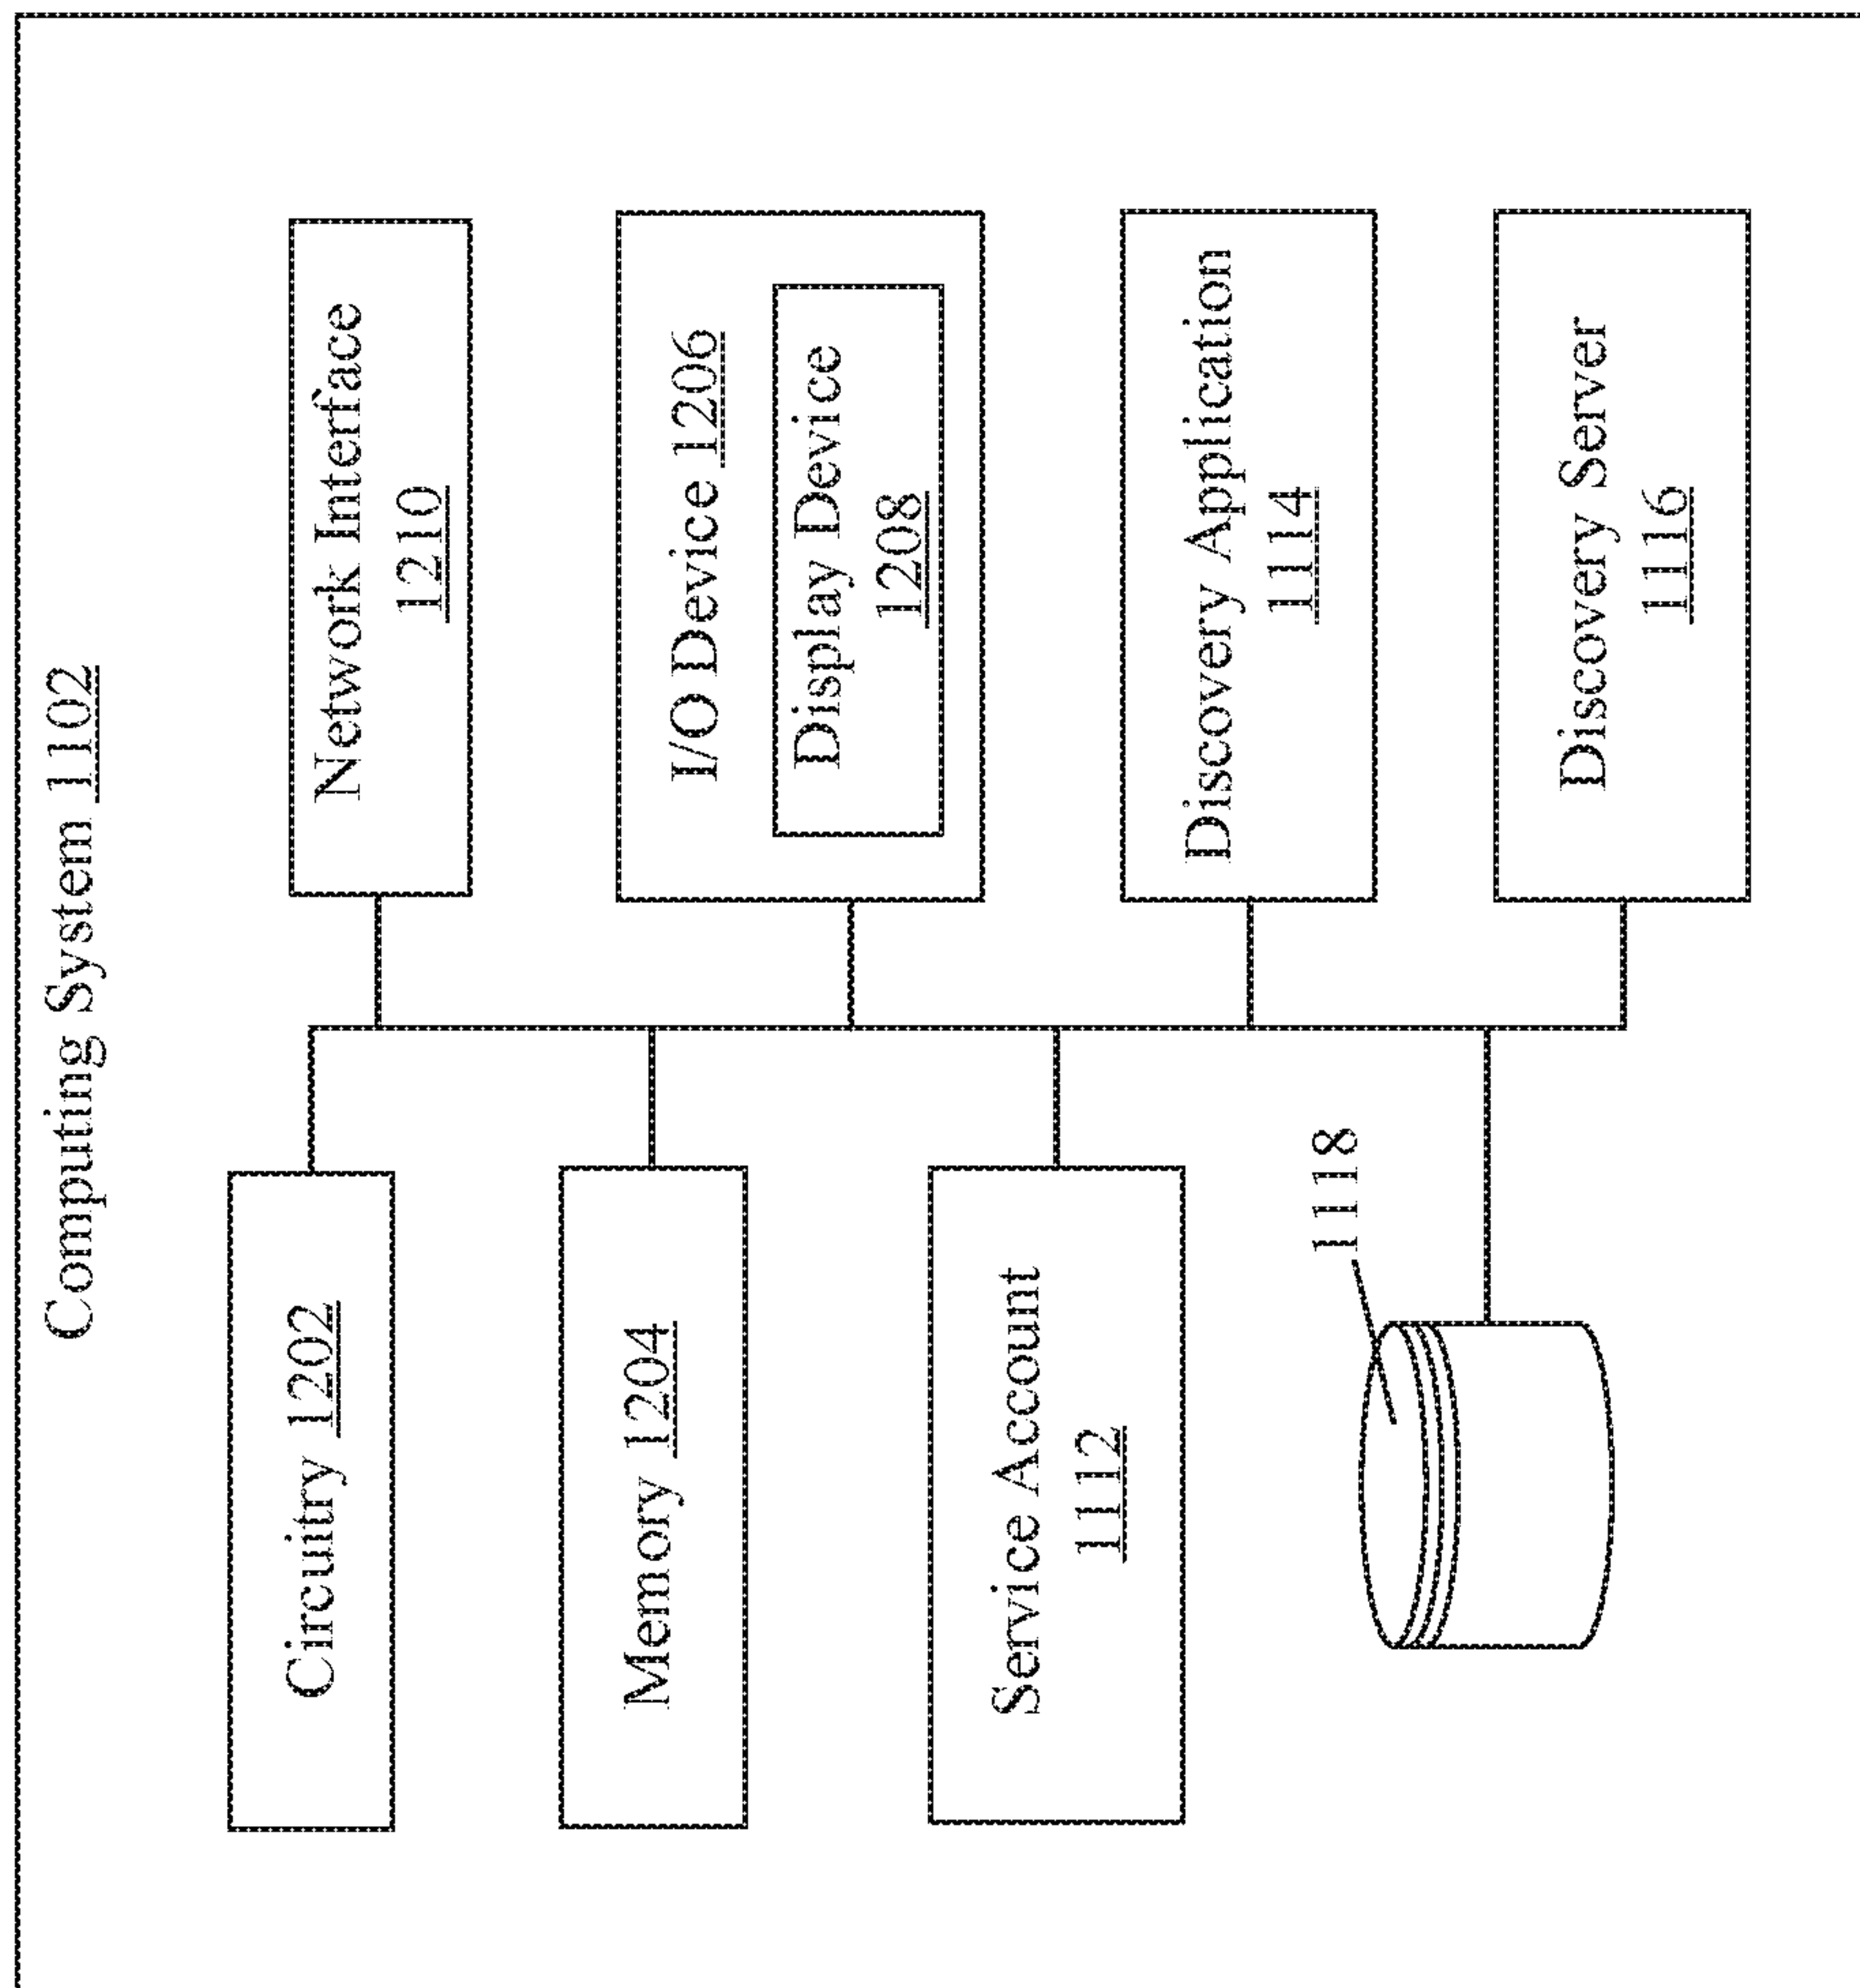 Computing System 1102
Circuitry 1202
Network Interface
1210
Memory 1204
I/O Device 1206
Display Device
1208
Service Account
1112
Discovery Application
1114
1118
Discovery Server
1116